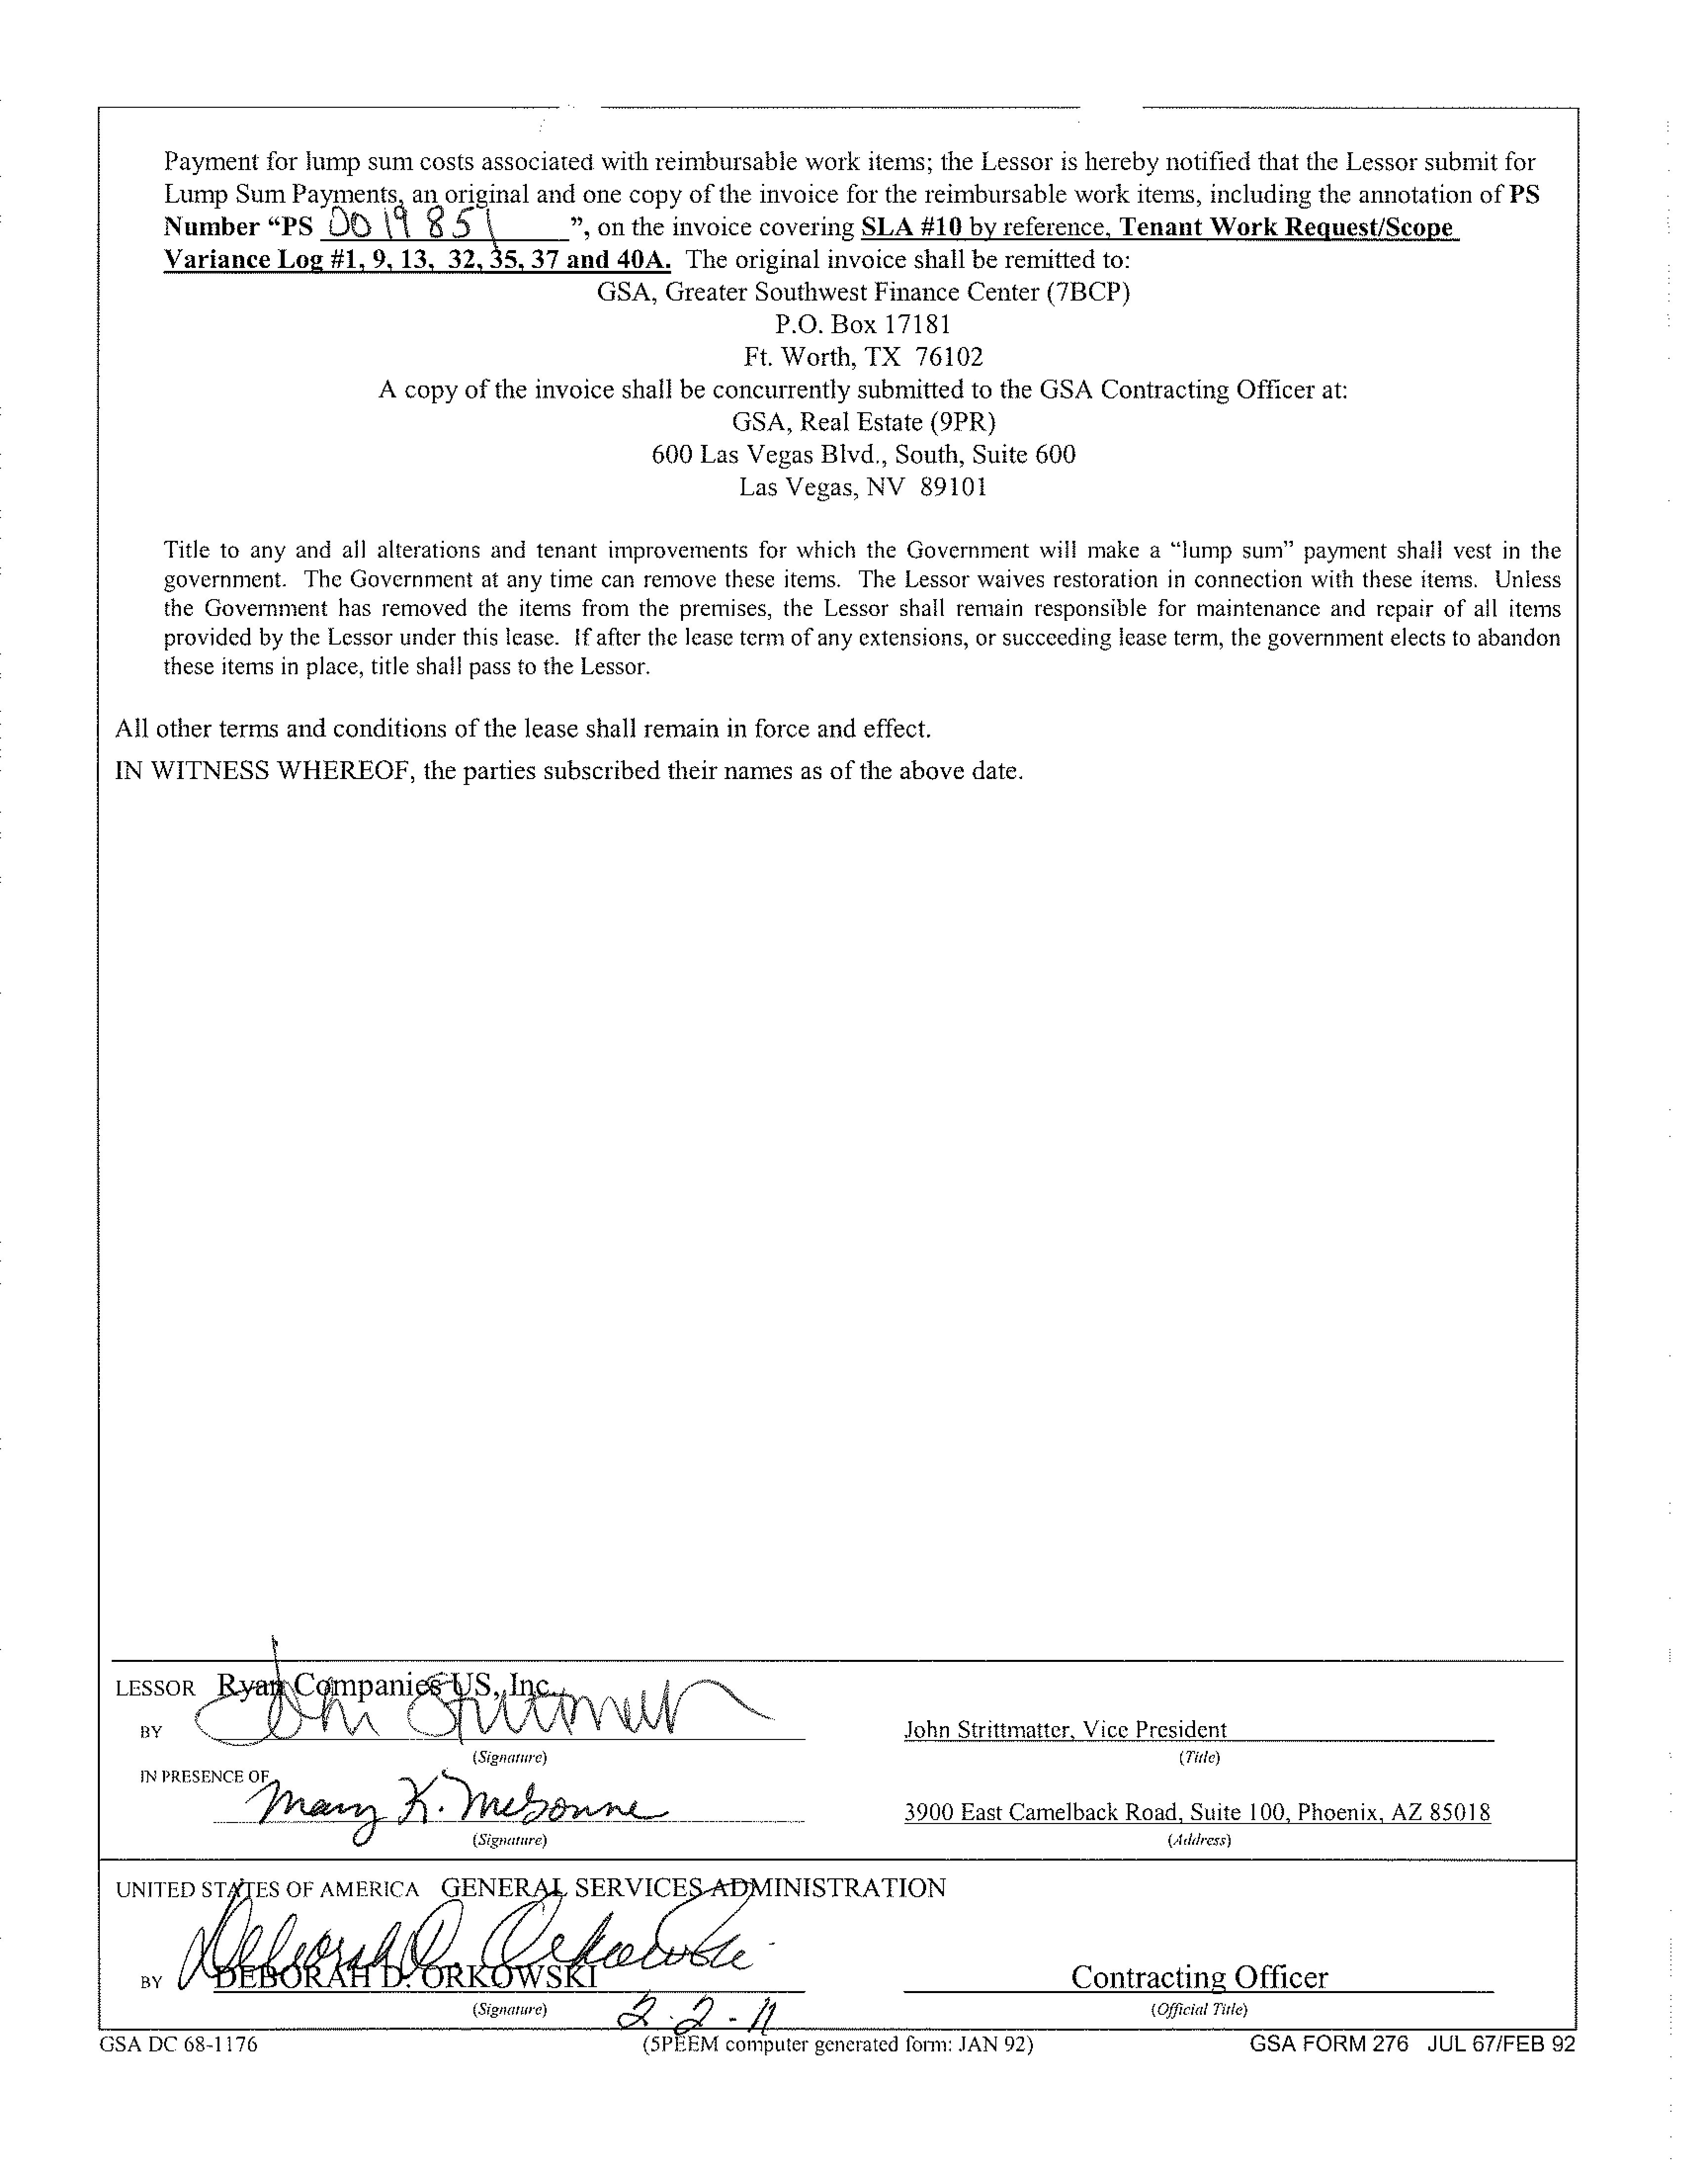 Payment for lump sum costs associated with reimbursable work items; the Lessor is hereby notified that the Lessor submit for
Lump Sum Payments, an original and one copy of the invoice for the reimbursable work items, including the annotation of PS
Number “PS 0019851 ”, on the invoice covering SLA #10 by reference, Tenant Work Request/Scope
Variance Log #1, 9, 13, 32, 35, 37 and 40A. The original invoice shall be remitted to:
GSA, Greater Southwest Finance Center (7BCP)
P.O. Box 17181
Ft. Worth, TX 76102
A copy of the invoice shall be concurrently submitted to the GSA Contracting Officer at:
GSA, Real Estate (9PR)
600 Las Vegas Blvd., South, Suite 600
Las Vegas, NV 89101
Title to any and all alterations and tenant improvements for which the Government will make a “lump sum” payment shall vest in the
government. The Government at any time can remove these items. The Lessor waives restoration in connection with these items. Unless
the Government has removed the items from the premises, the Lessor shall remain responsible for maintenance and repair of all items
provided by the Lessor under this lease. If after the lease term of any extensions, or succeeding lease term, the government elects to abandon
these items in place, title shall pass to the Lessor.
All other terms and conditions of the lease shall remain in force and effect.
IN WITNESS WHEREOF, the parties subscribed their names as of the above date.
LESSOR Ryan Companies US, Inc.
BY John Strittmatter
John Strittmatter, Vice President
(Signature) (Title)
IN PRESENCE OF
Mary K.
3900 East Camelback Road, Suite 100, Phoenix, AZ 85018
(Signature) (Address)
UNITED STATES OF AMERICA GENERAL SERVICES ADMINISTRATION
Deborah D. Orkowski
BY DEBORAH D. ORKOWSKI Contracting Officer
(Signature) 2-2-11 (Official Title)
GSA DC 68-1176 (5PEEM computer generated form: JAN 92) GSA FORM 276 JUL 67/FEB 92